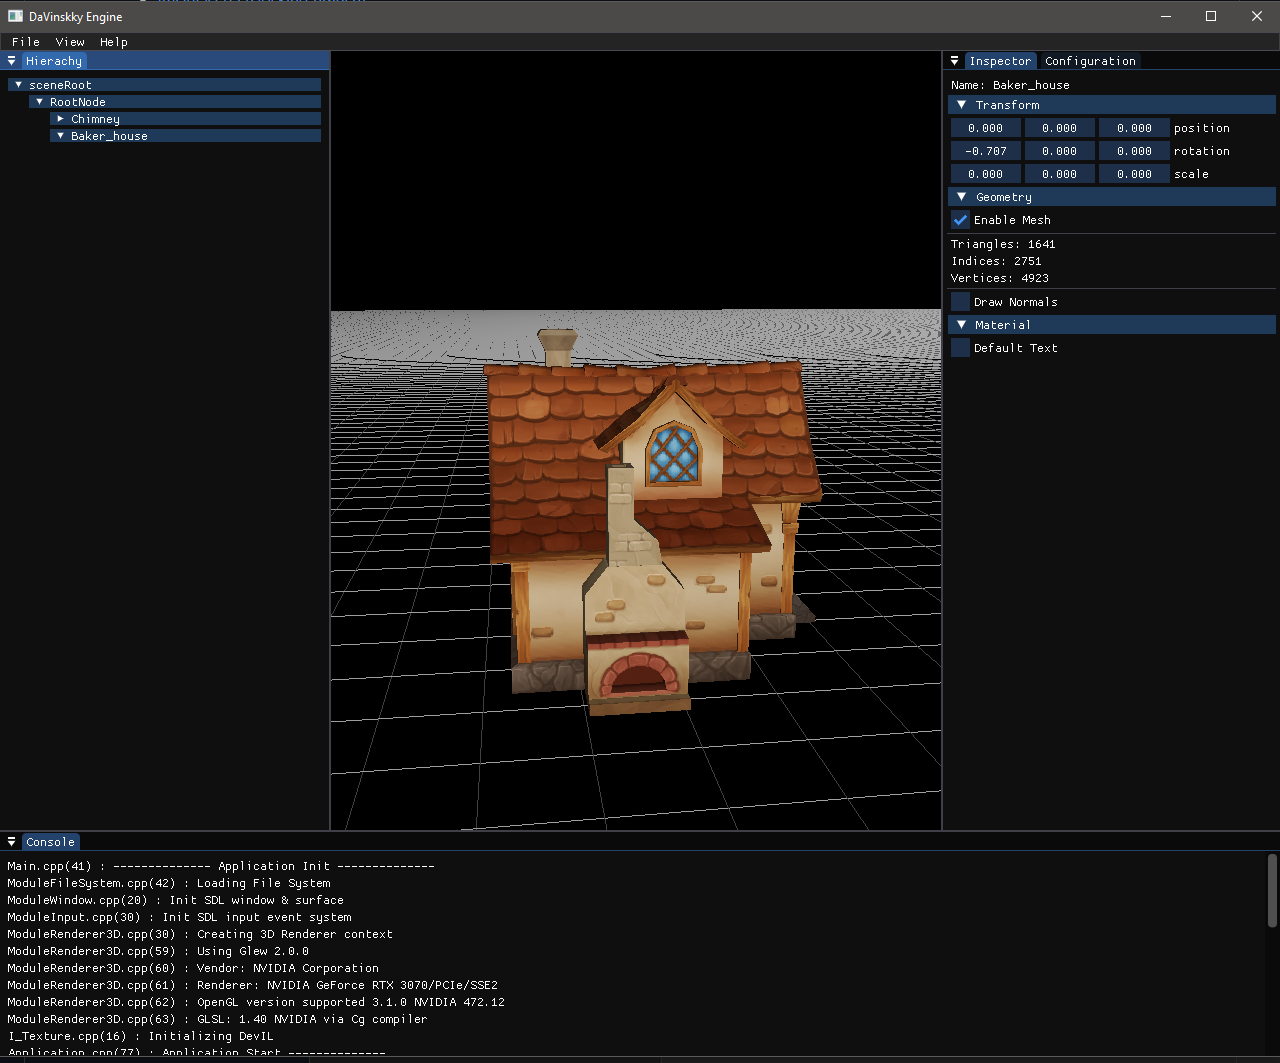 DaVinskky Engine
File View Help
Hierachy
sceneRoot
RootNode
Chimney
Baker_house
Inspector Configuration
Name: Baker_house
Transform
0.000 0.000 0.000 position
-0.707 0.000 0.000 rotation
0.000 0.000 0.000 scale
Geometry
Enable Mesh
Triangles: 1641
Indices: 2751
Vertices: 4923
Draw Normals
Material
Default Text
Console
Main.cpp(41) : -------------- Application Init --------------
ModuleFileSystem.cpp(42) : Loading File System
ModuleWindow.cpp(20) : Init SDL window & surface
ModuleInput.cpp(30) : Init SDL input event system
ModuleRenderer3D.cpp(30) : Creating 3D Renderer context
ModuleRenderer3D.cpp(59) : Using Glew 2.0.0
ModuleRenderer3D.cpp(60) : Vendor: NVIDIA Corporation
ModuleRenderer3D.cpp(61) : Renderer: NVIDIA GeForce RTX 3070/PCIe/SSE2
ModuleRenderer3D.cpp(62) : OpenGL version supported 3.1.0 NVIDIA 472.12
ModuleRenderer3D.cpp(63) : GLSL: 1.40 NVIDIA via Cg compiler
I_Texture.cpp(16) : Initializing DevIL
Application.cpp(77) : Application Start --------------